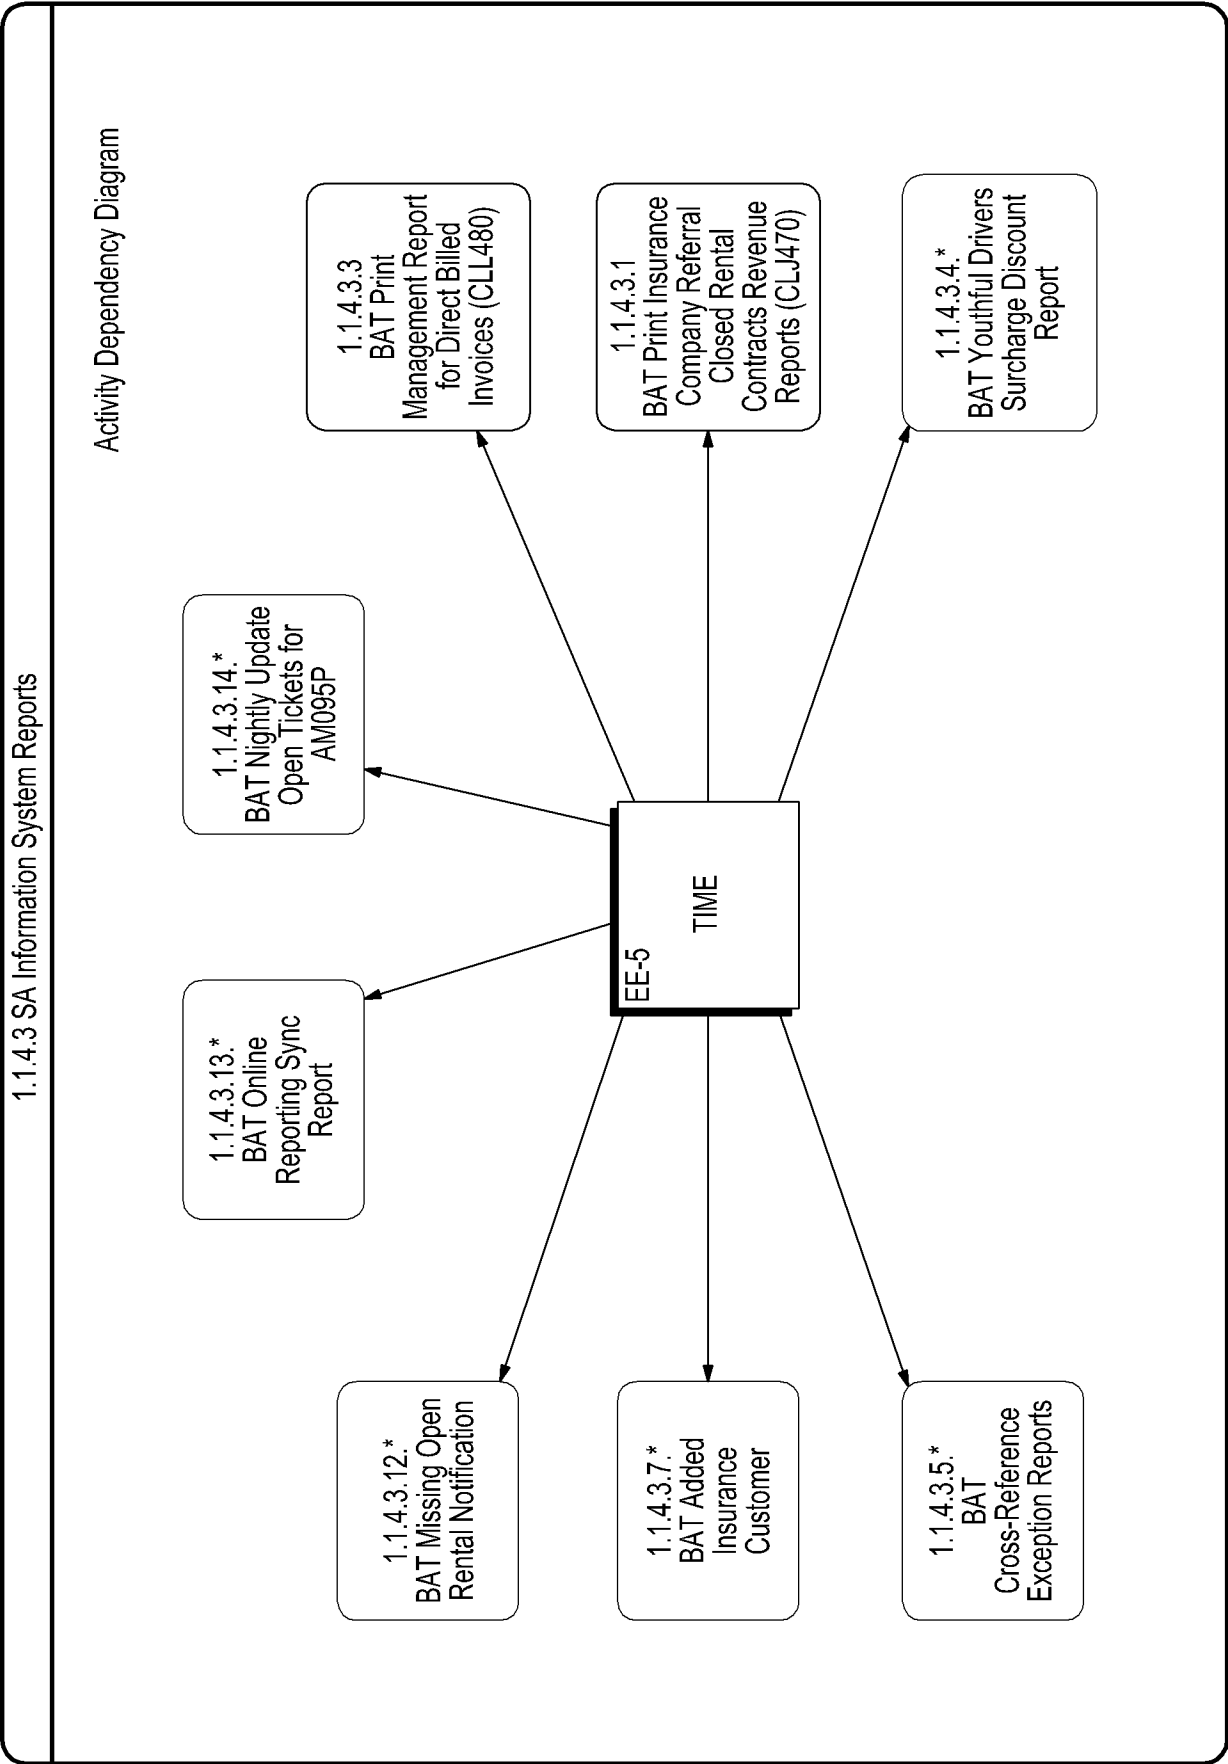 1.1.4.3 SA Information System Reports
Activity Dependency Diagram
1.1.4.3.12.*
BAT Missing Open
Rental Notification
1.1.4.3.13.*
BAT Online
Reporting Sync
Report
1.1.4.3.14.*
BAT Nightly Update
Open Tickets for
AM095P
1.1.4.3.3
BAT Print
Management Report
for Direct Billed
Invoices (CLL480)
1.1.4.3.7.*
BAT Added
Insurance
Customer
EE-5
TIME
1.1.4.3.1
BAT Print Insurance
Company Referral
Closed Rental
Contracts Revenue
Reports (CLJ470)
1.1.4.3.5.*
BAT
Cross-Reference
Exception Reports
1.1.4.3.4.*
BAT Youthful Drivers
Surcharge Discount
Report